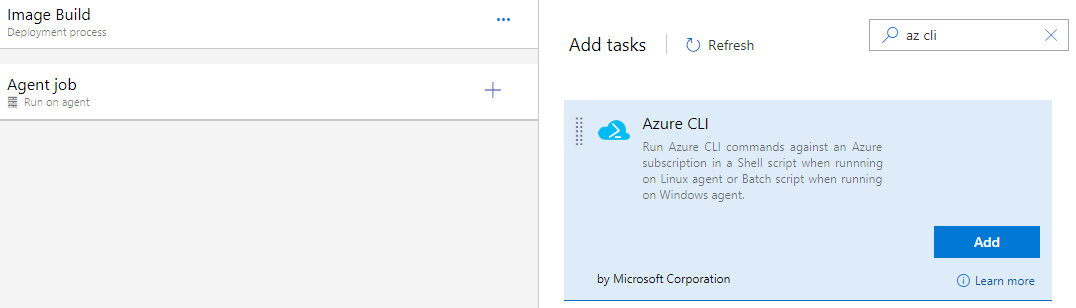 Image Build
...
Deployment process
Agent job
Run on agent
Add tasks
Refresh
az cli
Azure CLI
Run Azure CLI commands against an Azure
subscription in a Shell script when runnning
on Linux agent or Batch script when running
on Windows agent.
Add
by Microsoft Corporation
Learn more